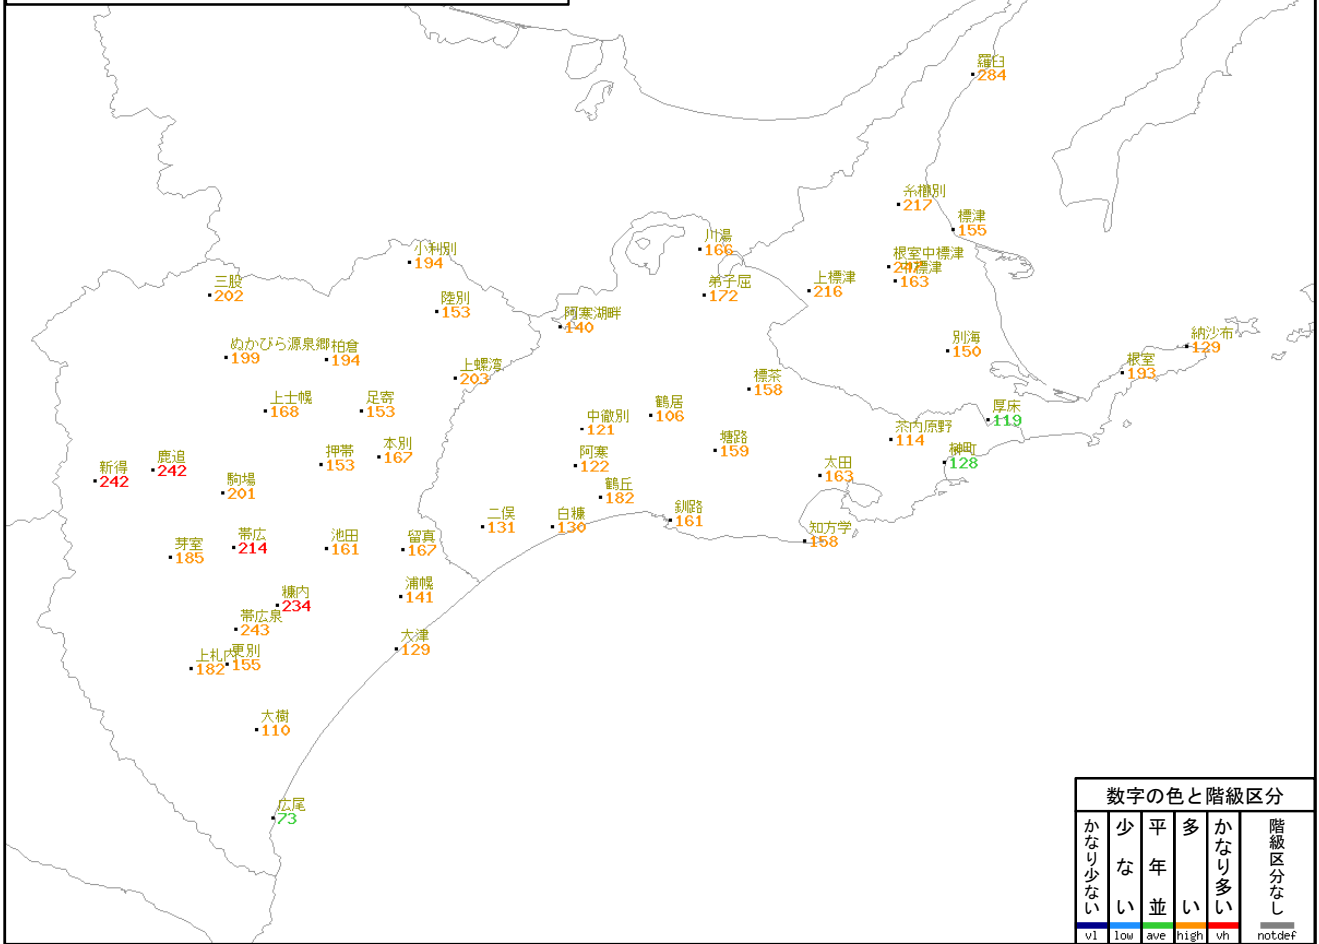 羅臼
284
糸櫛別
217
標津
155
川湯
166
小利別
194
根室中標津
中標津
163
三股
202
弟子屈
172
上標津
216
陸別
153
阿寒湖畔
140
納沙布
129
ぬかびら源泉郷
199
柏倉
194
別海
150
根室
193
上螺湾
203
標茶
158
上士幌
168
足寄
153
鶴居
106
厚床
119
中徹別
121
茶内原野
114
本別
167
塘路
159
榊町
128
押帯
153
阿寒
122
鹿追
242
新得
242
太田
163
駒場
201
鶴丘
182
二俣
131
白糠
130
釧路
161
知方学
158
帯広
214
池田
161
留真
167
芽室
185
浦幌
141
糠内
234
帯広泉
243
大津
129
更別
155
上札内
182
大樹
110
広尾
73
数字の色と階級区分
かなり少ない
少ない
平年並
多い
かなり多い
階級区分なし
vl low ave high vh notdef